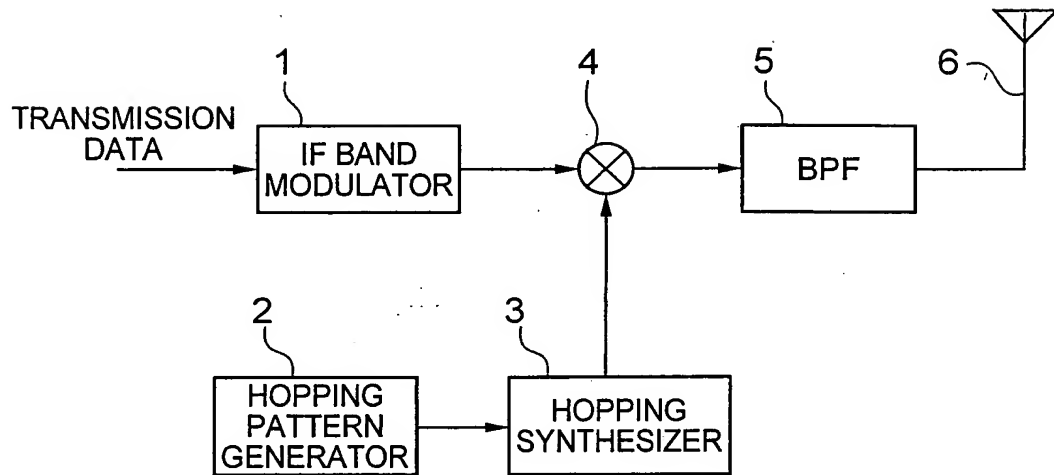 1
4
5
6
TRANSMISSION
DATA
IF BAND
MODULATOR
BPF
2
3
HOPPING
PATTERN
GENERATOR
HOPPING
SYNTHESIZER